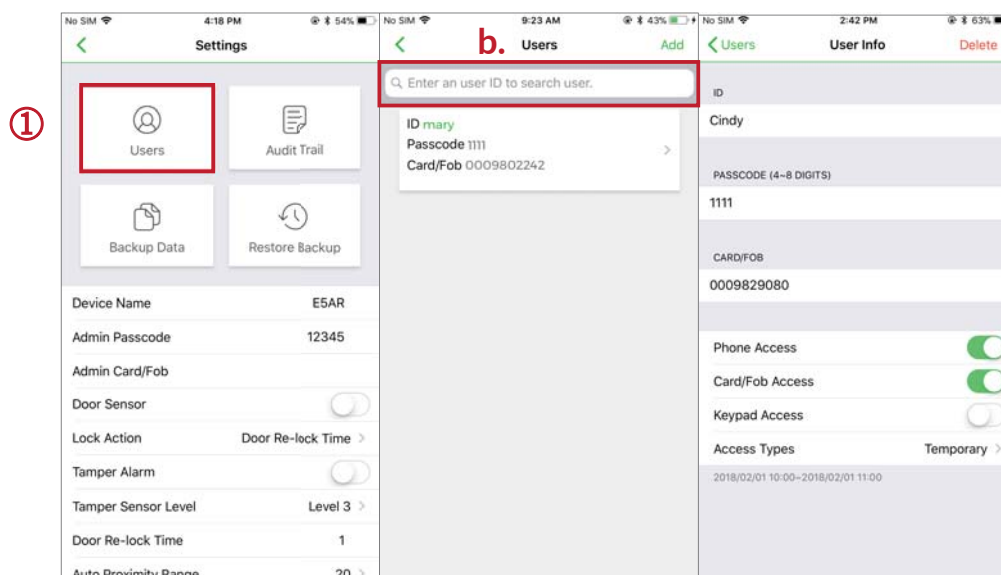 No SIM 4:18 PM 54%
Settings
①
Users
Audit Trail
Backup Data
Restore Backup
Device Name E5AR
Admin Passcode 12345
Admin Card/Fob
Door Sensor
Lock Action Door Re-lock Time
Tamper Alarm
Tamper Sensor Level Level 3
Door Re-lock Time 1
Auto Proximity Range 20
No SIM 9:23 AM 43%
b. Users Add
Enter an user ID to search user.
ID mary
Passcode 1111
Card/Fob 0009802242
No SIM 2:42 PM 63%
Users User Info Delete
ID
Cindy
PASSCODE (4~8 DIGITS)
1111
CARD/FOB
0009829080
Phone Access
Card/Fob Access
Keypad Access
Access Types Temporary
2018/02/01 10:00~2018/02/01 11:00